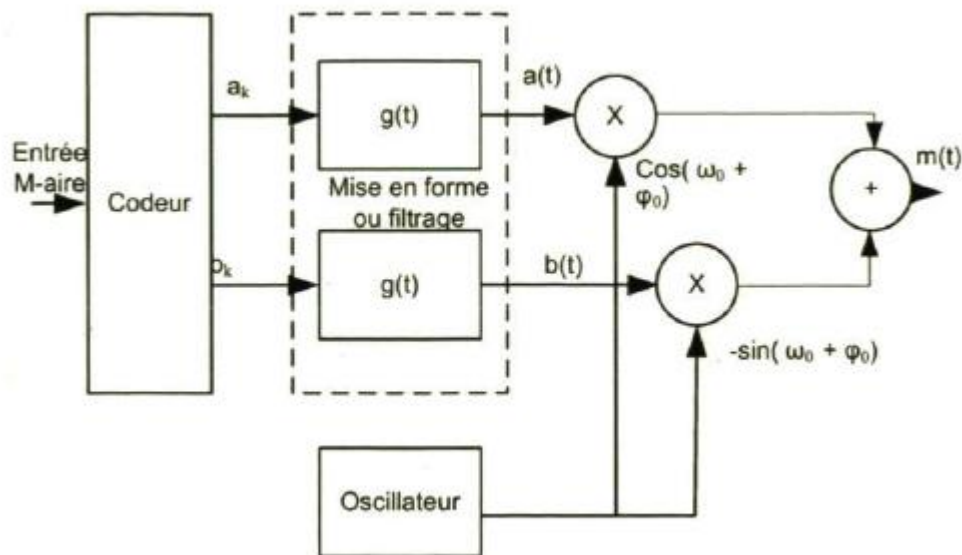 a(t)
aₖ
g(t)
X
Entrée
M-aire
Mise en forme
ou filtrage
Cos( ω₀ +
φ₀)
m(t)
Codeur
+
bₖ
g(t)
b(t)
X
-sin( ω₀ + φ₀)
Oscillateur